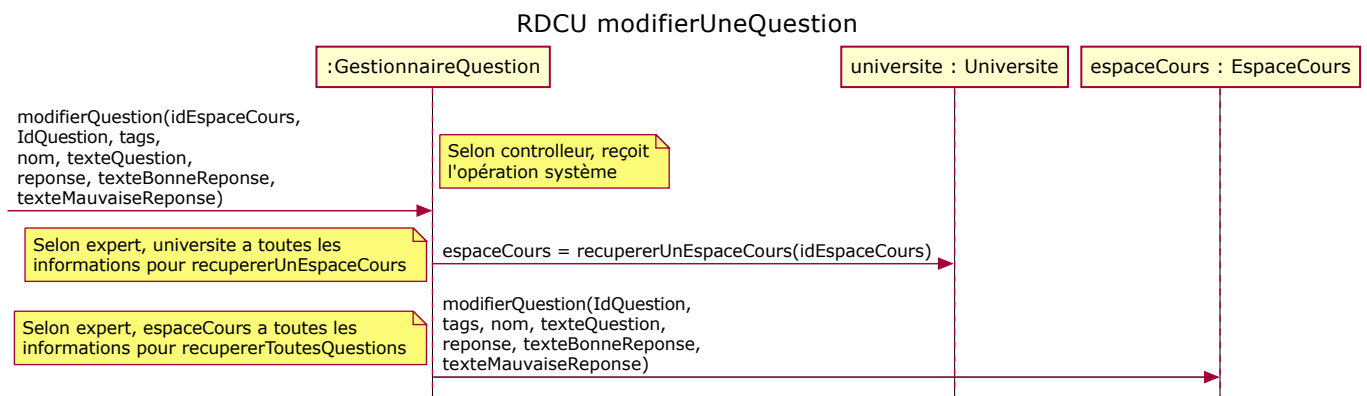 RDCU modifierUneQuestion
:GestionnaireQuestion
universite : Universite
espaceCours : EspaceCours
modifierQuestion(idEspaceCours,
IdQuestion, tags,
nom, texteQuestion,
reponse, texteBonneReponse,
texteMauvaiseReponse)
Selon controlleur, reçoit
l'opération système
Selon expert, universite a toutes les
informations pour recupererUnEspaceCours
espaceCours = recupererUnEspaceCours(idEspaceCours)
Selon expert, espaceCours a toutes les
informations pour recupererToutesQuestions
modifierQuestion(IdQuestion,
tags, nom, texteQuestion,
reponse, texteBonneReponse,
texteMauvaiseReponse)